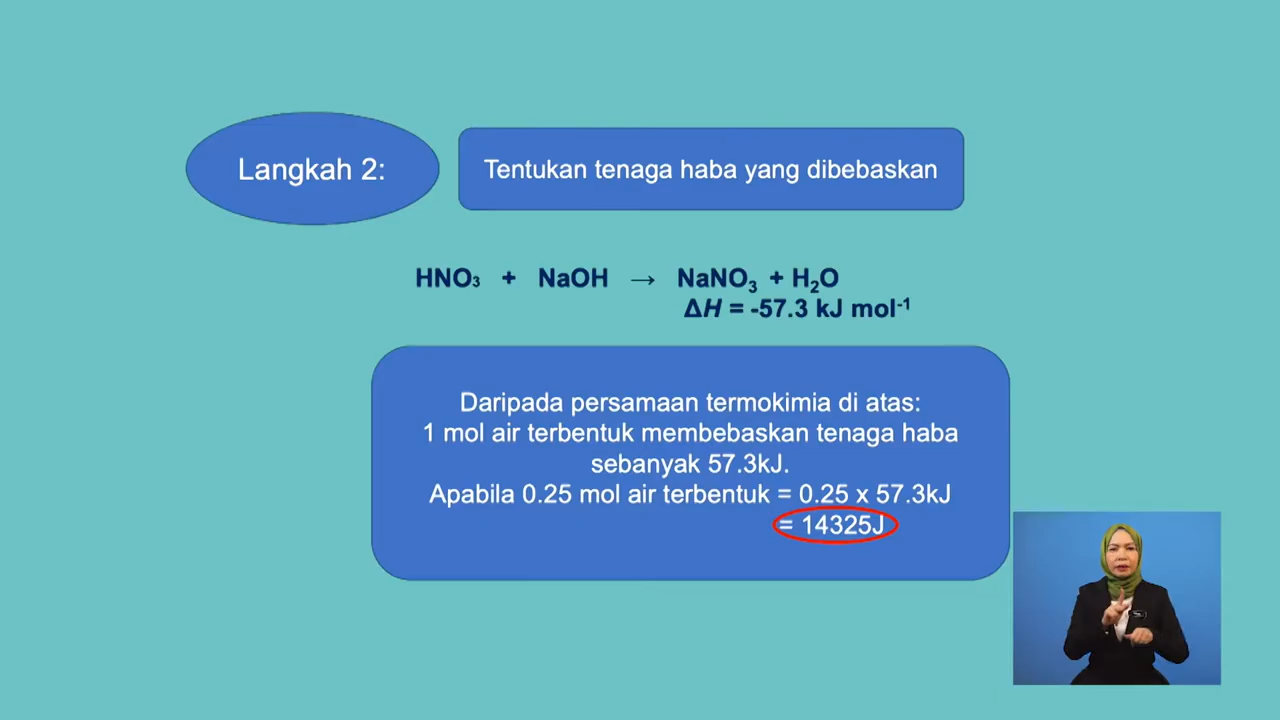 Langkah 2:
Tentukan tenaga haba yang dibebaskan
HNO₃ + NaOH → NaNO₃ + H₂O
ΔH = -57.3 kJ mol⁻¹
Daripada persamaan termokimia di atas:
1 mol air terbentuk membebaskan tenaga haba
sebanyak 57.3kJ.
Apabila 0.25 mol air terbentuk = 0.25 x 57.3kJ
= 14325J